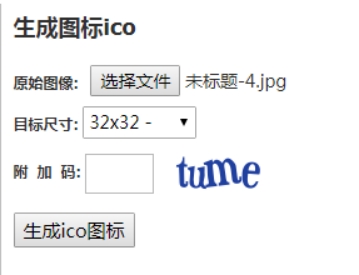 生成图标ico
原始图像: 选择文件 未标题-4.jpg
目标尺寸: 32x32 -
附 加 码: tume
生成ico图标